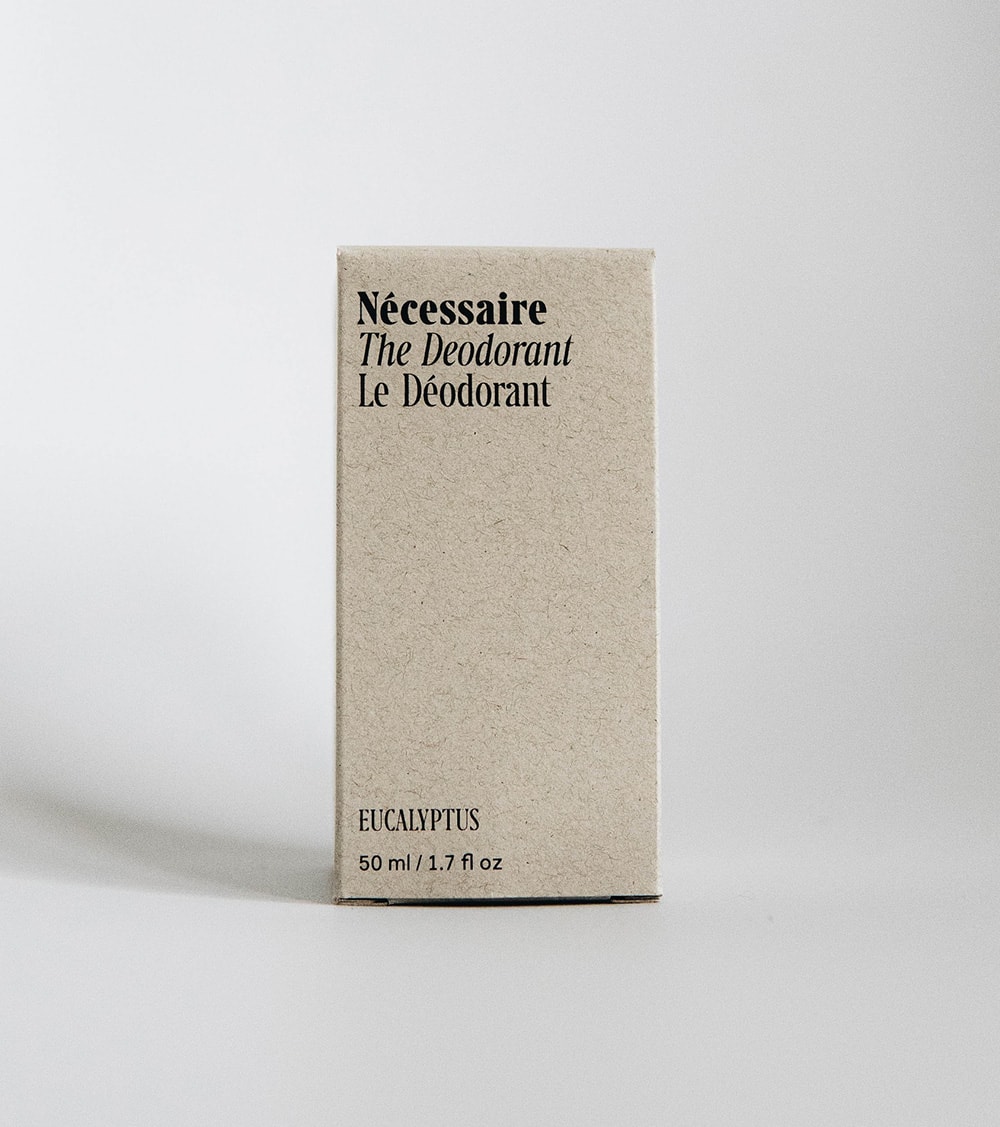 Nécessaire
The Deodorant
Le Déodorant
EUCALYPTUS
50 ml / 1.7 fl oz